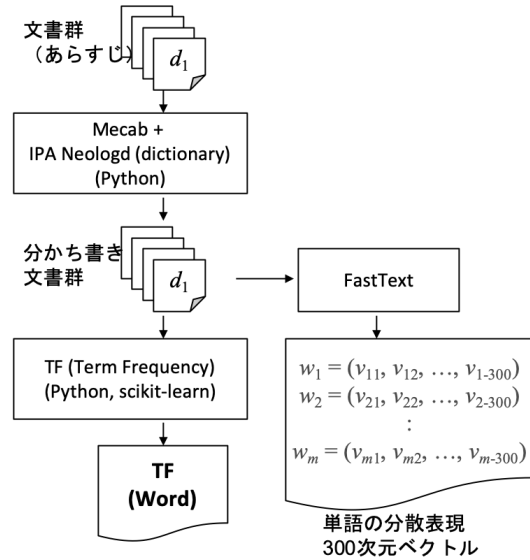 文書群
（あらすじ）
d1
Mecab +
IPA Neologd (dictionary)
(Python)
分かち書き
文書群
d1
FastText
TF (Term Frequency)
(Python, scikit-learn)
w1 = (v11, v12, …, v1-300)
w2 = (v21, v22, …, v2-300)
:
wm = (vm1, vm2, …, vm-300)
TF
(Word)
単語の分散表現
300次元ベクトル